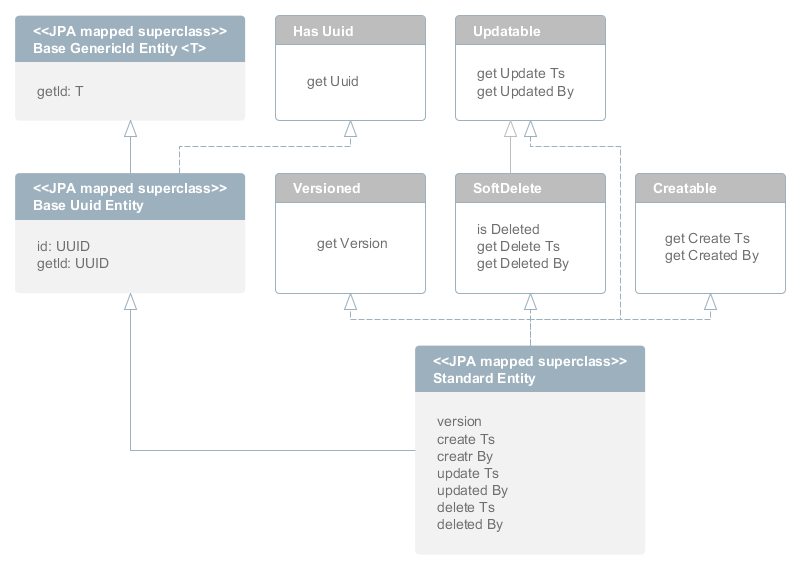 <<JPA mapped superclass>>
Base GenericId Entity <T>
getId: T
Has Uuid
get Uuid
Updatable
get Update Ts
get Updated By
<<JPA mapped superclass>>
Base Uuid Entity
id: UUID
getId: UUID
Versioned
get Version
SoftDelete
is Deleted
get Delete Ts
get Deleted By
Creatable
get Create Ts
get Created By
<<JPA mapped superclass>>
Standard Entity
version
create Ts
creatr By
update Ts
updated By
delete Ts
deleted By